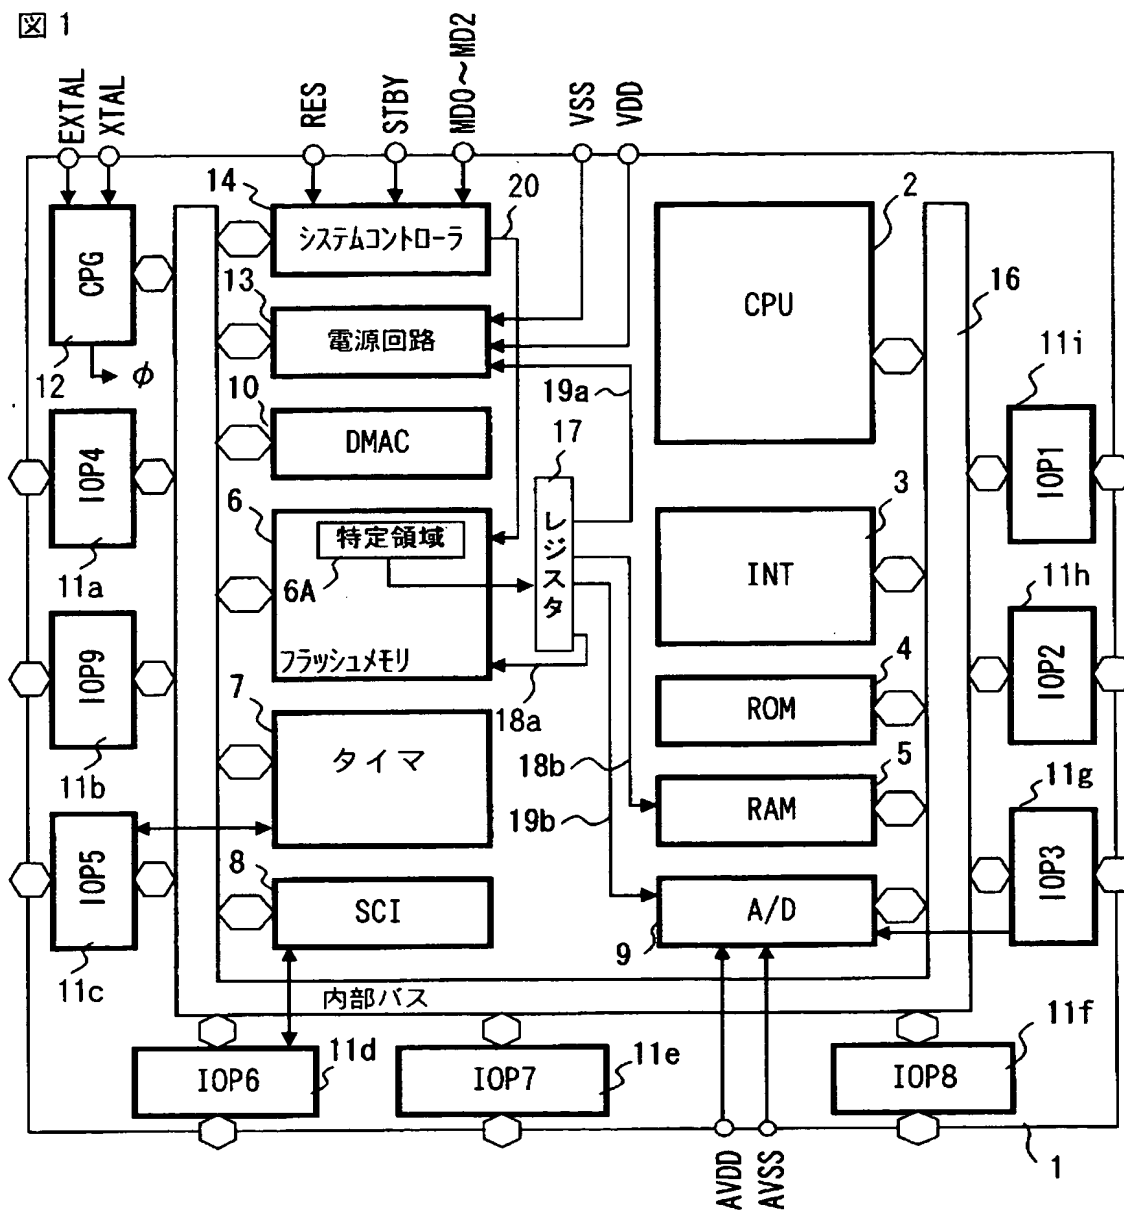 図1
EXTAL
XTAL
RES
STBY
MD0～MD2
VSS
VDD
14
20
2
システムコントローラ
CPG
13
CPU
16
電源回路
12
φ
10
19a
11i
DMAC
17
IOP4
IOP1
6
特定領域
レジスタ
3
11a
6A
INT
11h
フラッシュメモリ
4
IOP9
IOP2
7
18a
ROM
タイマ
11b
18b
5
11g
RAM
19b
IOP5
IOP3
8
SCI
A/D
9
11c
内部バス
11d
11e
11f
IOP6
IOP7
IOP8
1
AVDD
AVSS